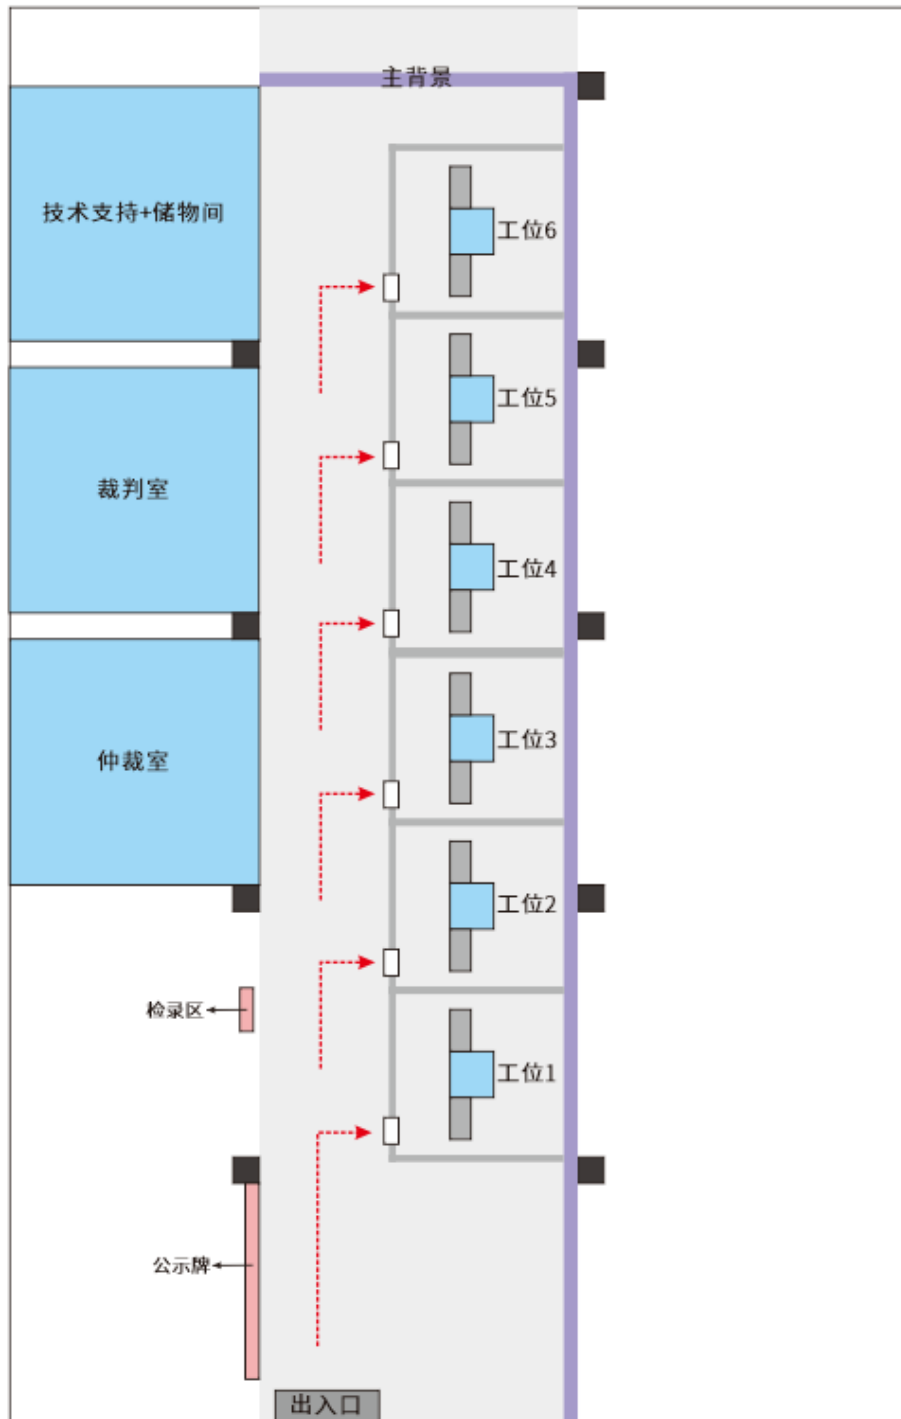 主背景
技术支持+储物间
工位6
工位5
裁判室
工位4
工位3
仲裁室
工位2
检录区
工位1
公示牌
出入口